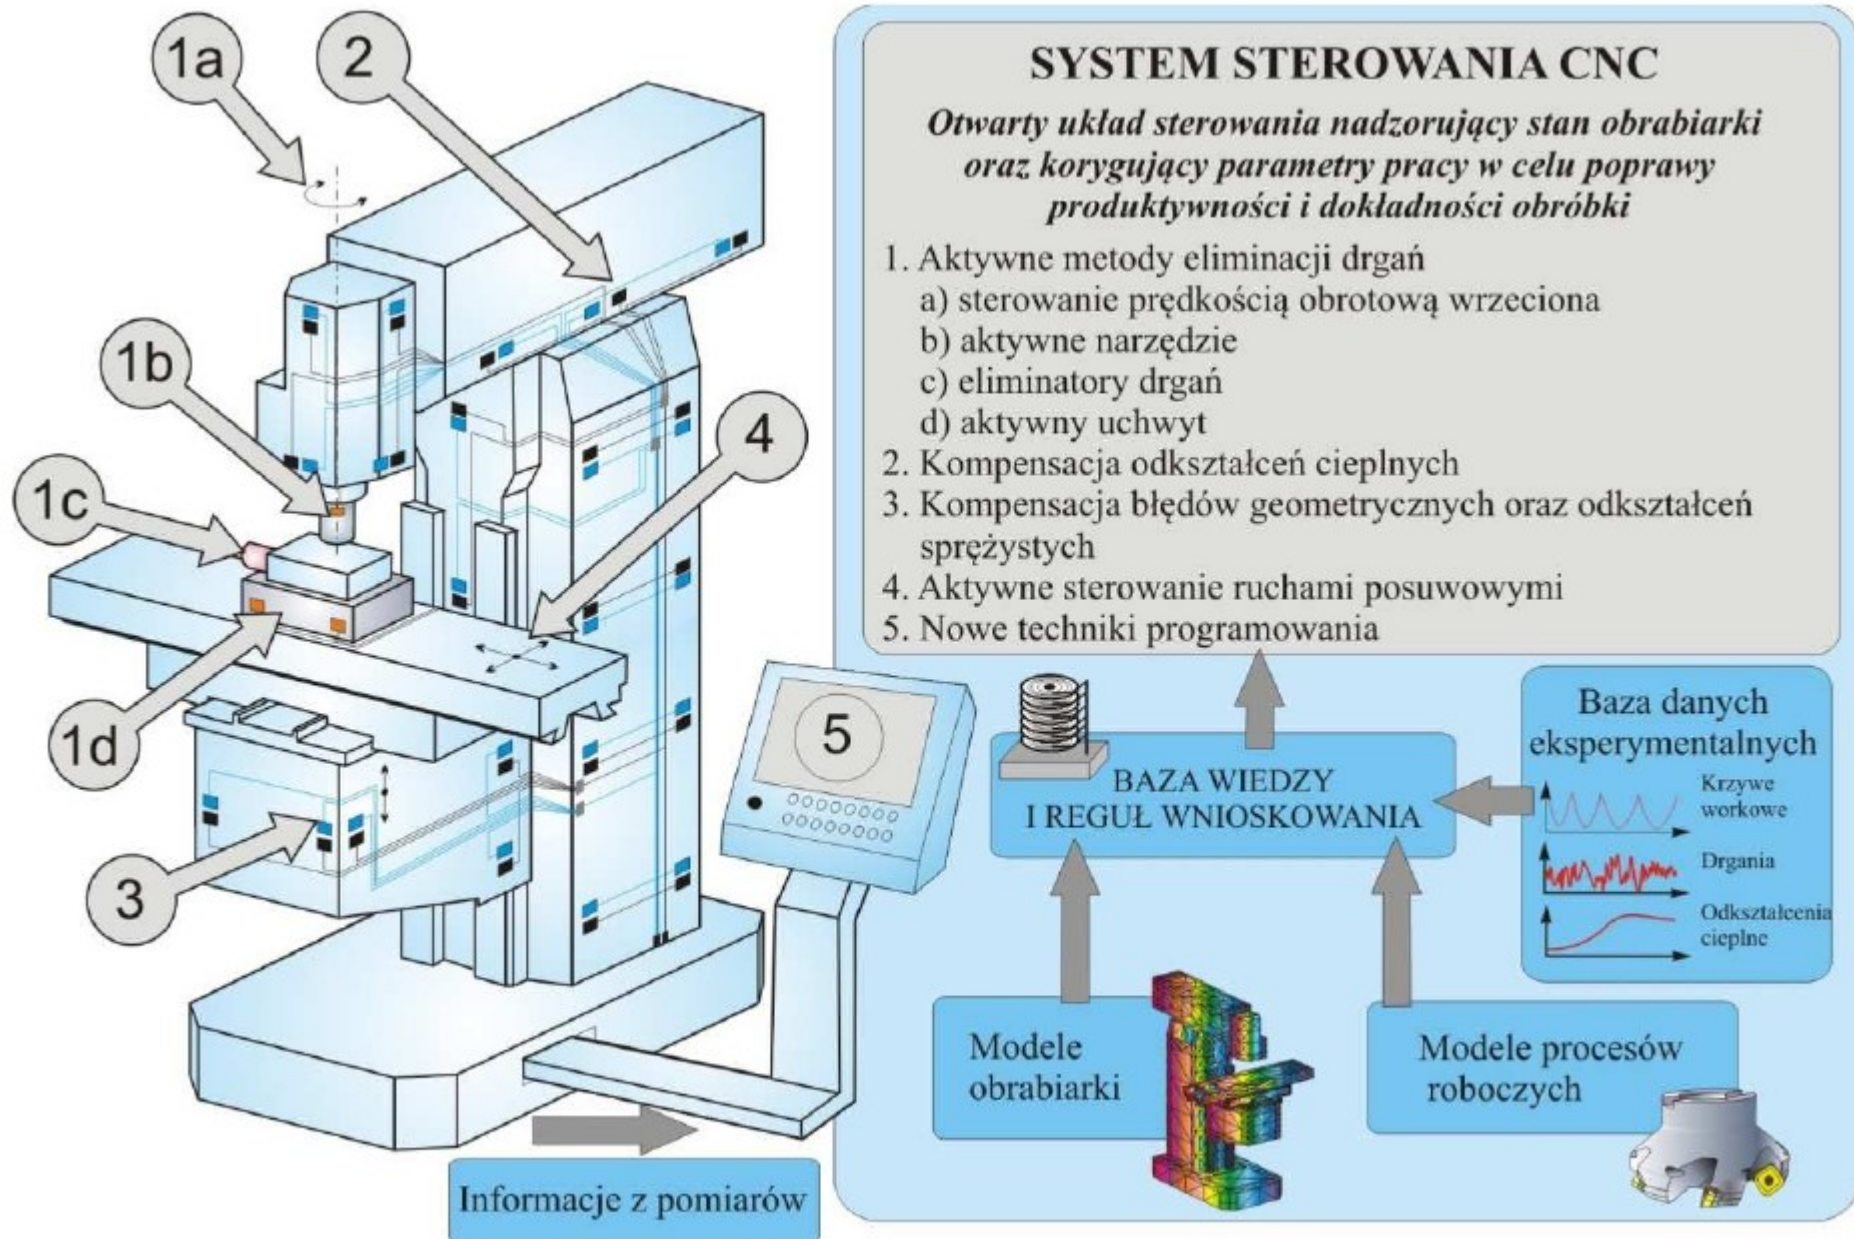 1a
2
1b
1c
4
1d
5
3
Informacje z pomiarów
SYSTEM STEROWANIA CNC
Otwarty układ sterowania nadzorujący stan obrabiarki
oraz korygujący parametry pracy w celu poprawy
produktywności i dokładności obróbki
1. Aktywne metody eliminacji drgań
a) sterowanie prędkością obrotową wrzeciona
b) aktywne narzędzie
c) eliminatory drgań
d) aktywny uchwyt
2. Kompensacja odkształceń cieplnych
3. Kompensacja błędów geometrycznych oraz odkształceń
sprężystych
4. Aktywne sterowanie ruchami posuwowymi
5. Nowe techniki programowania
BAZA WIEDZY
I REGUŁ WNIOSKOWANIA
Baza danych
eksperymentalnych
Krzywe
workowe
Drgania
Odkształcenia
cieplne
Modele
obrabiarki
Modele procesów
roboczych